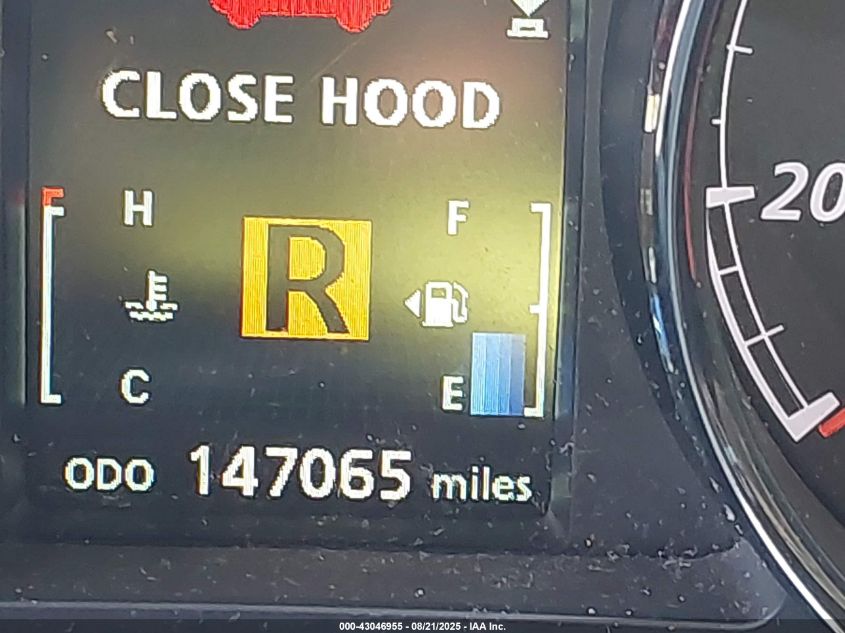 CLOSE HOOD
H
F
R
C
E
20
ODO 147065 miles
000-43046955 - 08/21/2025 - IAA Inc.